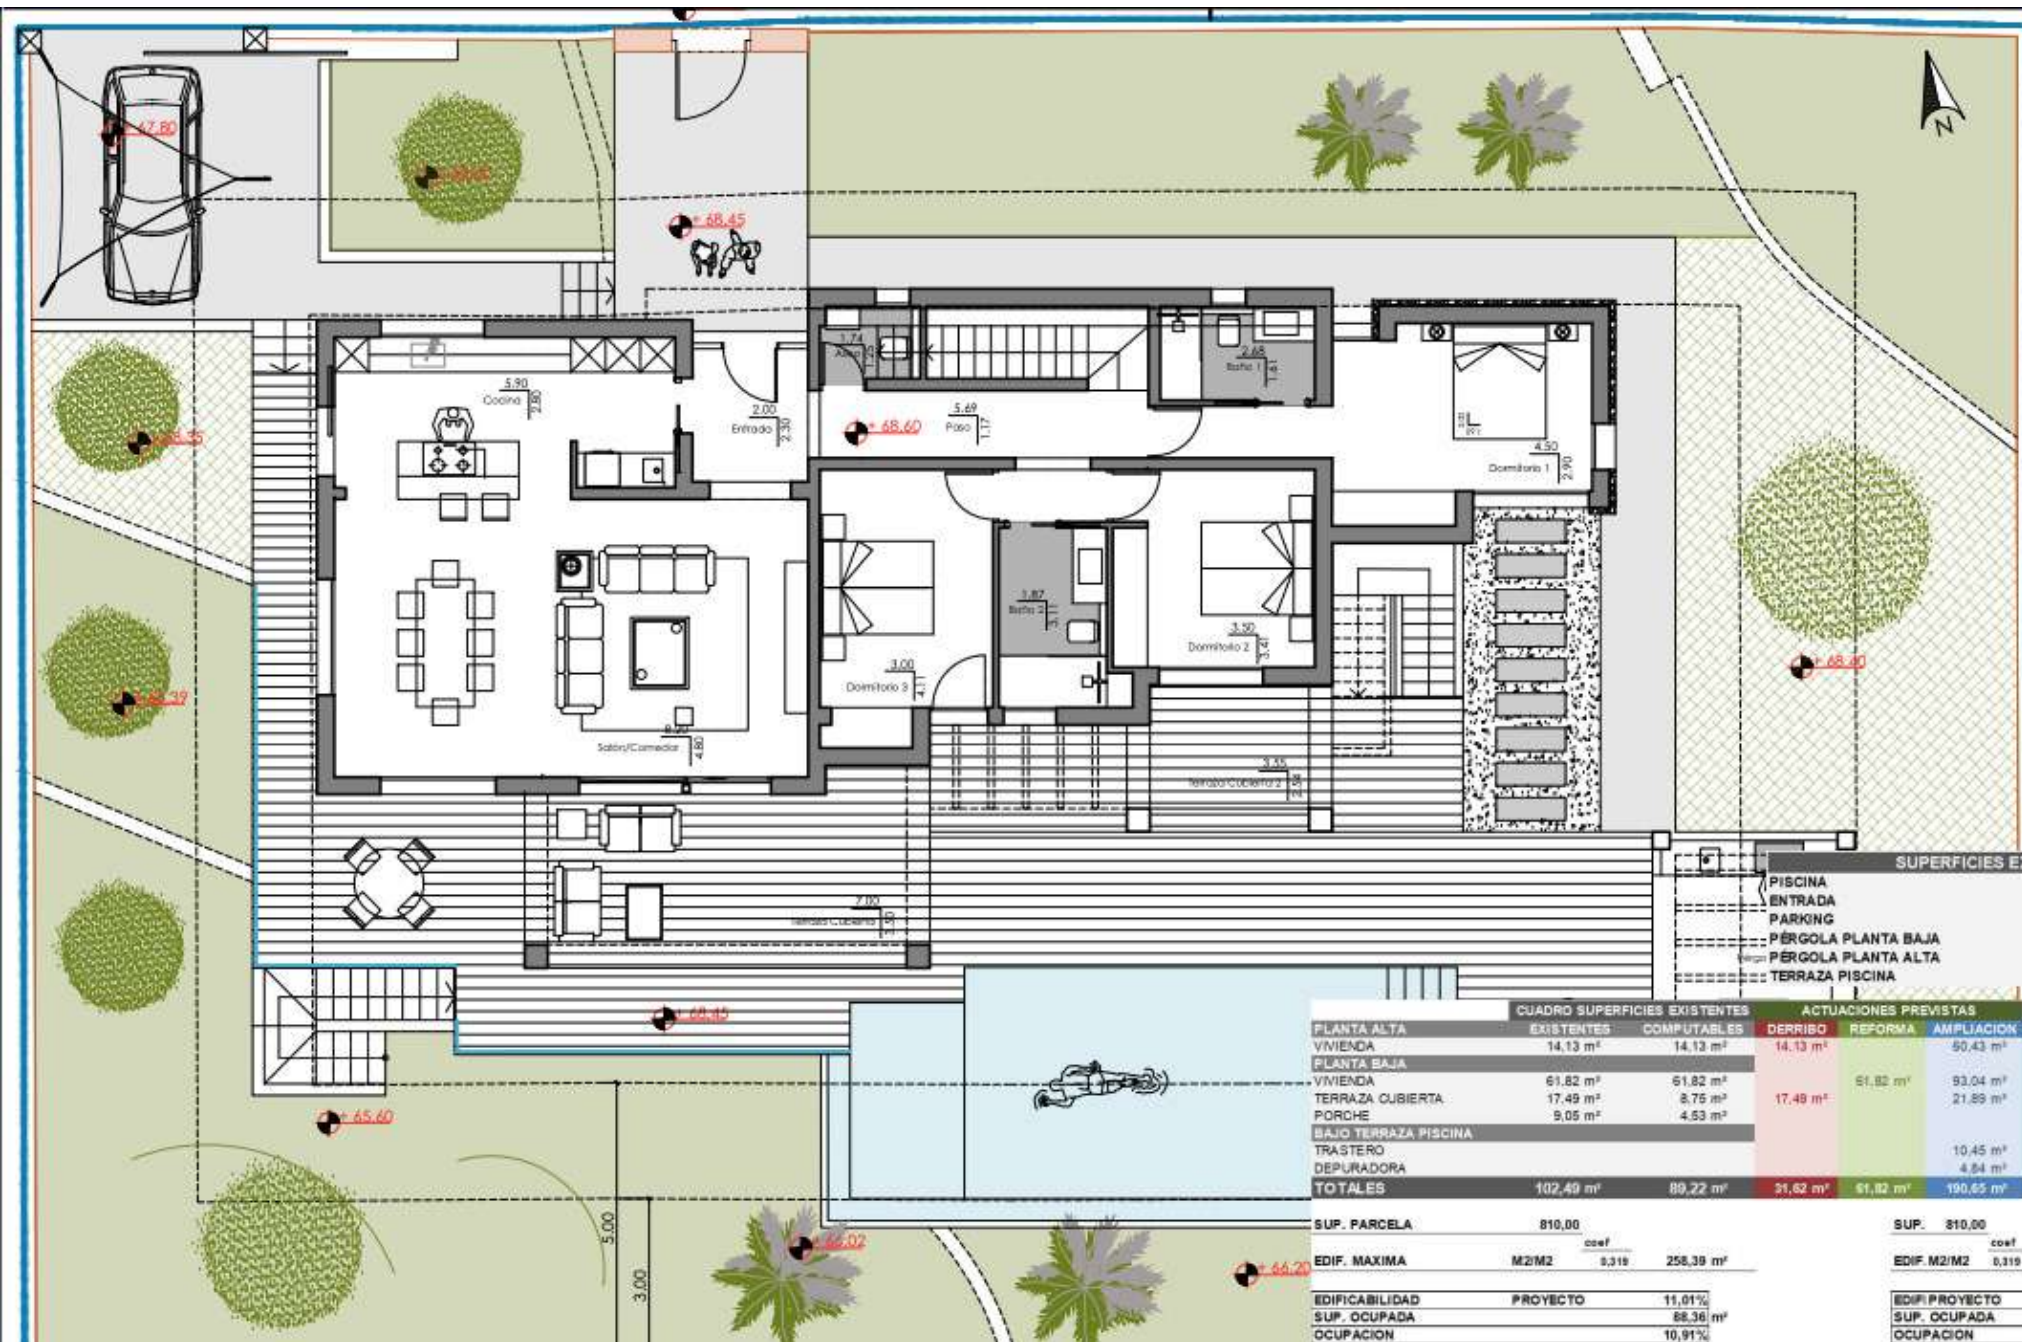 N
+ 67.80
+ 68.45
5.90
Cocina
2.80
2.00
Entrada
2.30
1.74
Aseo
1.25
+ 68.60
5.69
Paso
1.17
2.68
Baño 1
1.61
4.50
Dormitorio 1
2.90
+ 68.35
1.87
Baño 2
3.11
3.50
Dormitorio 2
3.41
3.00
Dormitorio 3
4.11
+ 68.40
Salón/Comedor
4.80
3.55
Terraza Cubierta 2
7.00
Terraza Cubierta
3.50
+ 68.45
+ 65.60
5.00
3.00
+ 66.20
SUPERFICIES E
PISCINA
ENTRADA
PARKING
PÉRGOLA PLANTA BAJA
PÉRGOLA PLANTA ALTA
TERRAZA PISCINA
CUADRO SUPERFICIES EXISTENTES ACTUACIONES PREVISTAS
PLANTA ALTA EXISTENTES COMPUTABLES DERRIBO REFORMA AMPLIACION
VIVIENDA 14,13 m² 14,13 m² 14,13 m² 60,43 m²
PLANTA BAJA
VIVIENDA 61,82 m² 61,82 m² 61,82 m² 93,04 m²
TERRAZA CUBIERTA 17,49 m² 8,75 m² 17,49 m² 21,89 m²
PORCHE 9,05 m² 4,53 m²
BAJO TERRAZA PISCINA
TRASTERO 10,45 m²
DEPURADORA 4,84 m²
TOTALES 102,49 m² 89,22 m² 31,62 m² 61,82 m² 190,65 m²
SUP. PARCELA 810,00 SUP. 810,00
coef coef
EDIF. MAXIMA M2/M2 0,319 258,39 m² EDIF. M2/M2 0,319
EDIFICABILIDAD PROYECTO 11,01% EDIFI PROYECTO
SUP. OCUPADA 88,36 m² SUP. OCUPADA
OCUPACION 10,91% OCUPACION